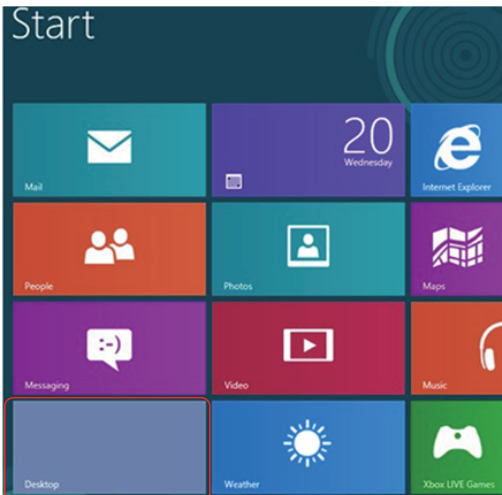 Start
Mail
20
Wednesday
Internet Explorer
People
Photos
Maps
:-)
Messaging
Video
Music
Desktop
Weather
Xbox LIVE Games